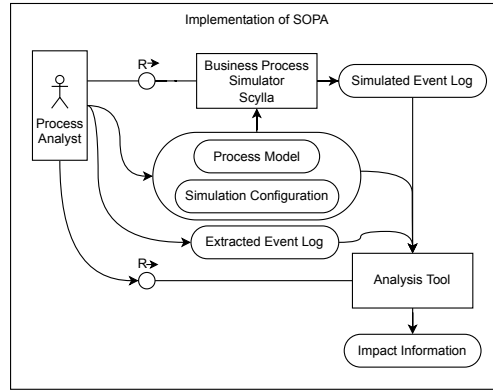 Implementation of SOPA
R
Business Process
Simulator
Scylla
Simulated Event Log
Process
Analyst
Process Model
Simulation Configuration
Extracted Event Log
R
Analysis Tool
Impact Information